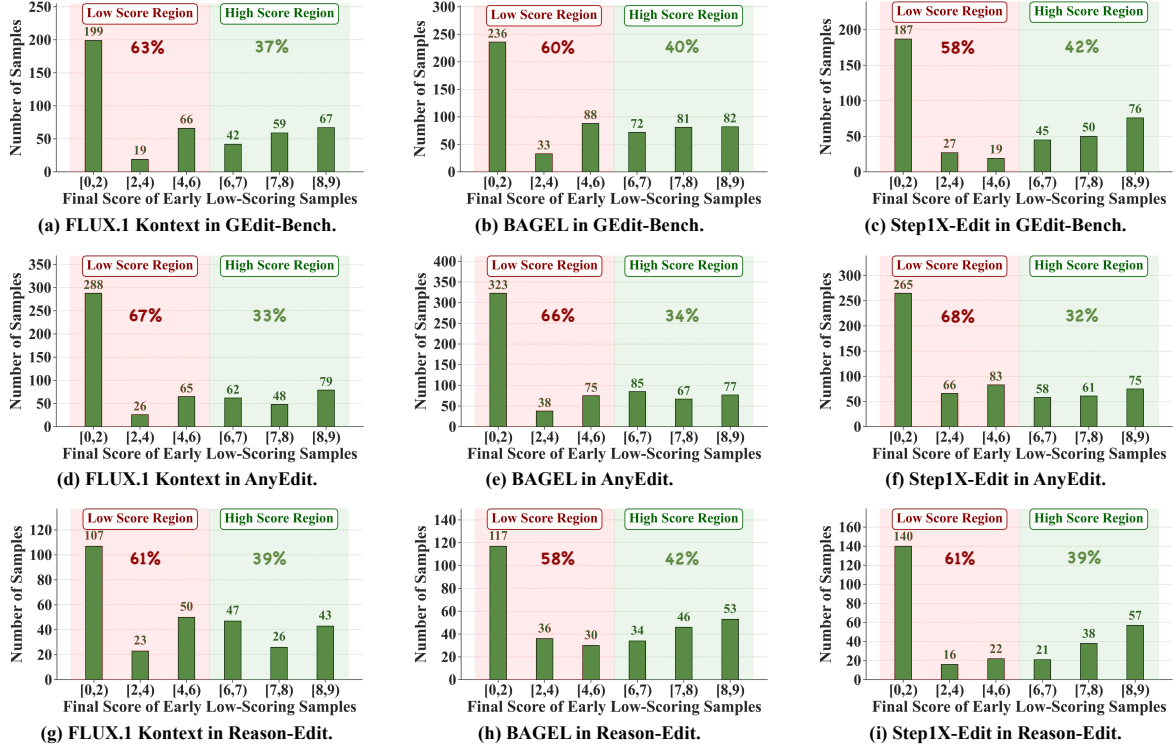 Number of Samples
250
200
150
100
50
0
Low Score Region
High Score Region
63%
37%
199
19
66
42
59
67
[0,2) [2,4) [4,6) [6,7) [7,8) [8,9)
Final Score of Early Low-Scoring Samples
(a) FLUX.1 Kontext in GEdit-Bench.
Number of Samples
300
250
200
150
100
50
0
Low Score Region
High Score Region
60%
40%
236
33
88
72
81
82
[0,2) [2,4) [4,6) [6,7) [7,8) [8,9)
Final Score of Early Low-Scoring Samples
(b) BAGEL in GEdit-Bench.
Number of Samples
200
150
100
50
0
Low Score Region
High Score Region
58%
42%
187
27
19
45
50
76
[0,2) [2,4) [4,6) [6,7) [7,8) [8,9)
Final Score of Early Low-Scoring Samples
(c) Step1X-Edit in GEdit-Bench.
Number of Samples
350
300
250
200
150
100
50
0
Low Score Region
High Score Region
67%
33%
288
26
65
62
48
79
[0,2) [2,4) [4,6) [6,7) [7,8) [8,9)
Final Score of Early Low-Scoring Samples
(d) FLUX.1 Kontext in AnyEdit.
Number of Samples
400
350
300
250
200
150
100
50
0
Low Score Region
High Score Region
66%
34%
323
38
75
85
67
77
[0,2) [2,4) [4,6) [6,7) [7,8) [8,9)
Final Score of Early Low-Scoring Samples
(e) BAGEL in AnyEdit.
Number of Samples
300
250
200
150
100
50
0
Low Score Region
High Score Region
68%
32%
265
66
83
58
61
75
[0,2) [2,4) [4,6) [6,7) [7,8) [8,9)
Final Score of Early Low-Scoring Samples
(f) Step1X-Edit in AnyEdit.
Number of Samples
120
100
80
60
40
20
0
Low Score Region
High Score Region
61%
39%
107
23
50
47
26
43
[0,2) [2,4) [4,6) [6,7) [7,8) [8,9)
Final Score of Early Low-Scoring Samples
(g) FLUX.1 Kontext in Reason-Edit.
Number of Samples
140
120
100
80
60
40
20
0
Low Score Region
High Score Region
58%
42%
117
36
30
34
46
53
[0,2) [2,4) [4,6) [6,7) [7,8) [8,9)
Final Score of Early Low-Scoring Samples
(h) BAGEL in Reason-Edit.
Number of Samples
160
140
120
100
80
60
40
20
0
Low Score Region
High Score Region
61%
39%
140
16
22
21
38
57
[0,2) [2,4) [4,6) [6,7) [7,8) [8,9)
Final Score of Early Low-Scoring Samples
(i) Step1X-Edit in Reason-Edit.